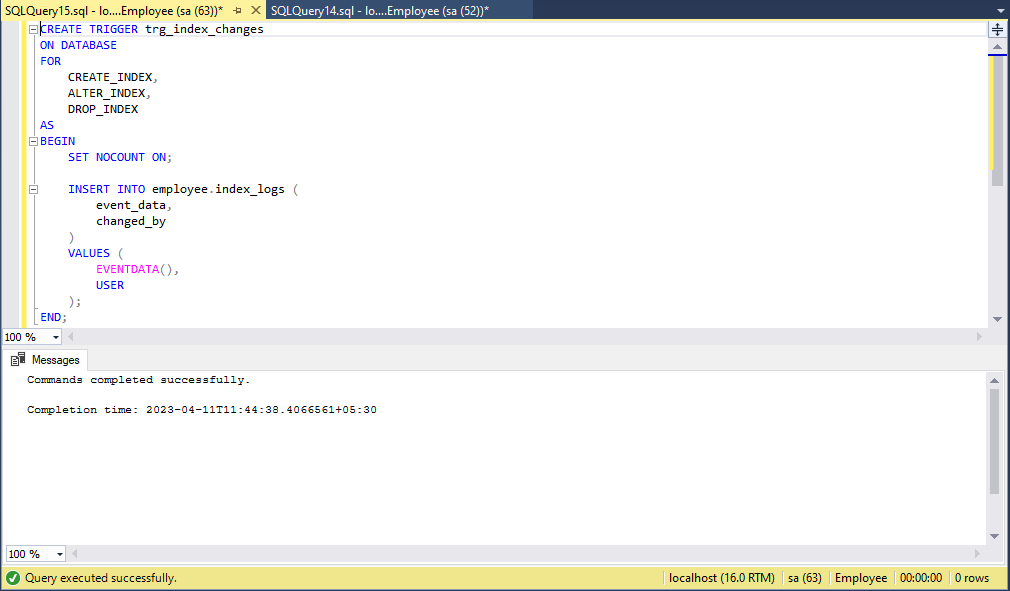 SQLQuery15.sql - lo....Employee (sa (63))* SQLQuery14.sql - lo....Employee (sa (52))*
CREATE TRIGGER trg_index_changes
ON DATABASE
FOR
CREATE_INDEX,
ALTER_INDEX,
DROP_INDEX
AS
BEGIN
SET NOCOUNT ON;
INSERT INTO employee.index_logs (
event_data,
changed_by
)
VALUES (
EVENTDATA(),
USER
);
END;
100 %
Messages
Commands completed successfully.
Completion time: 2023-04-11T11:44:38.4066561+05:30
100 %
Query executed successfully. localhost (16.0 RTM) sa (63) Employee 00:00:00 0 rows